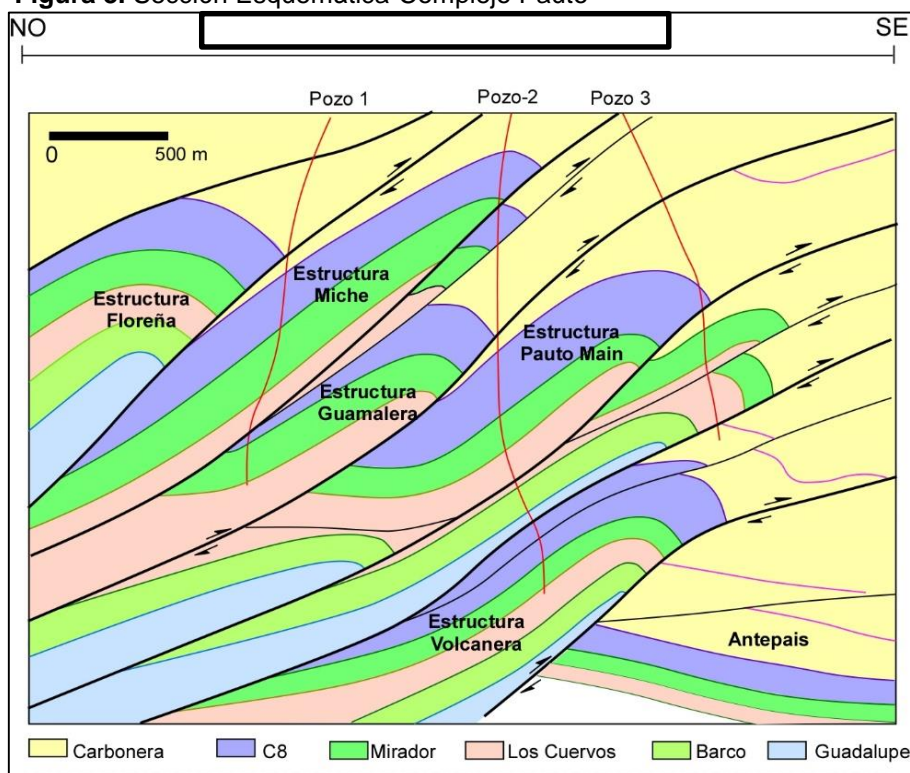 Figura 3. Sección Esquemática Complejo Pauto
NO SE
Pozo 1 Pozo-2 Pozo 3
0 500 m
Estructura
Miche
Estructura
Floreña
Estructura
Pauto Main
Estructura
Guamalera
Estructura
Volcanera
Antepais
Carbonera C8 Mirador Los Cuervos Barco Guadalupe